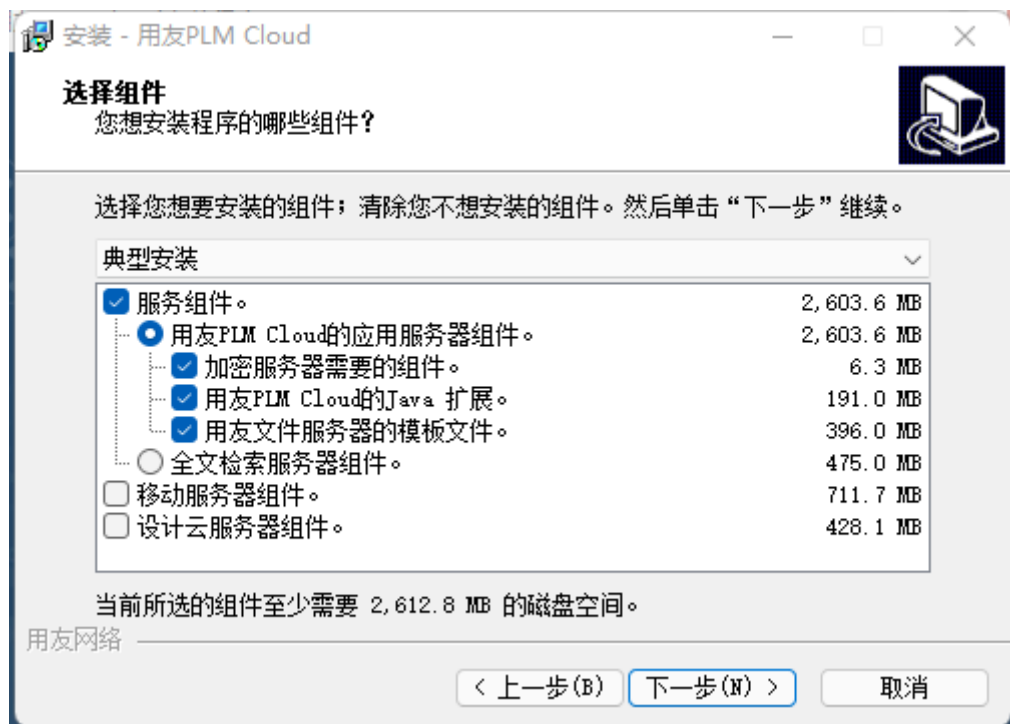 安装 - 用友PLM Cloud
选择组件
您想安装程序的哪些组件?
选择您想要安装的组件；清除您不想安装的组件。然后单击“下一步”继续。
典型安装
服务组件。 2,603.6 MB
用友PLM Cloud的应用服务器组件。 2,603.6 MB
加密服务器需要的组件。 6.3 MB
用友PLM Cloud的Java 扩展。 191.0 MB
用友文件服务器的模板文件。 396.0 MB
全文检索服务器组件。 475.0 MB
移动服务器组件。 711.7 MB
设计云服务器组件。 428.1 MB
当前所选的组件至少需要 2,612.8 MB 的磁盘空间。
用友网络
< 上一步(B) 下一步(N) > 取消